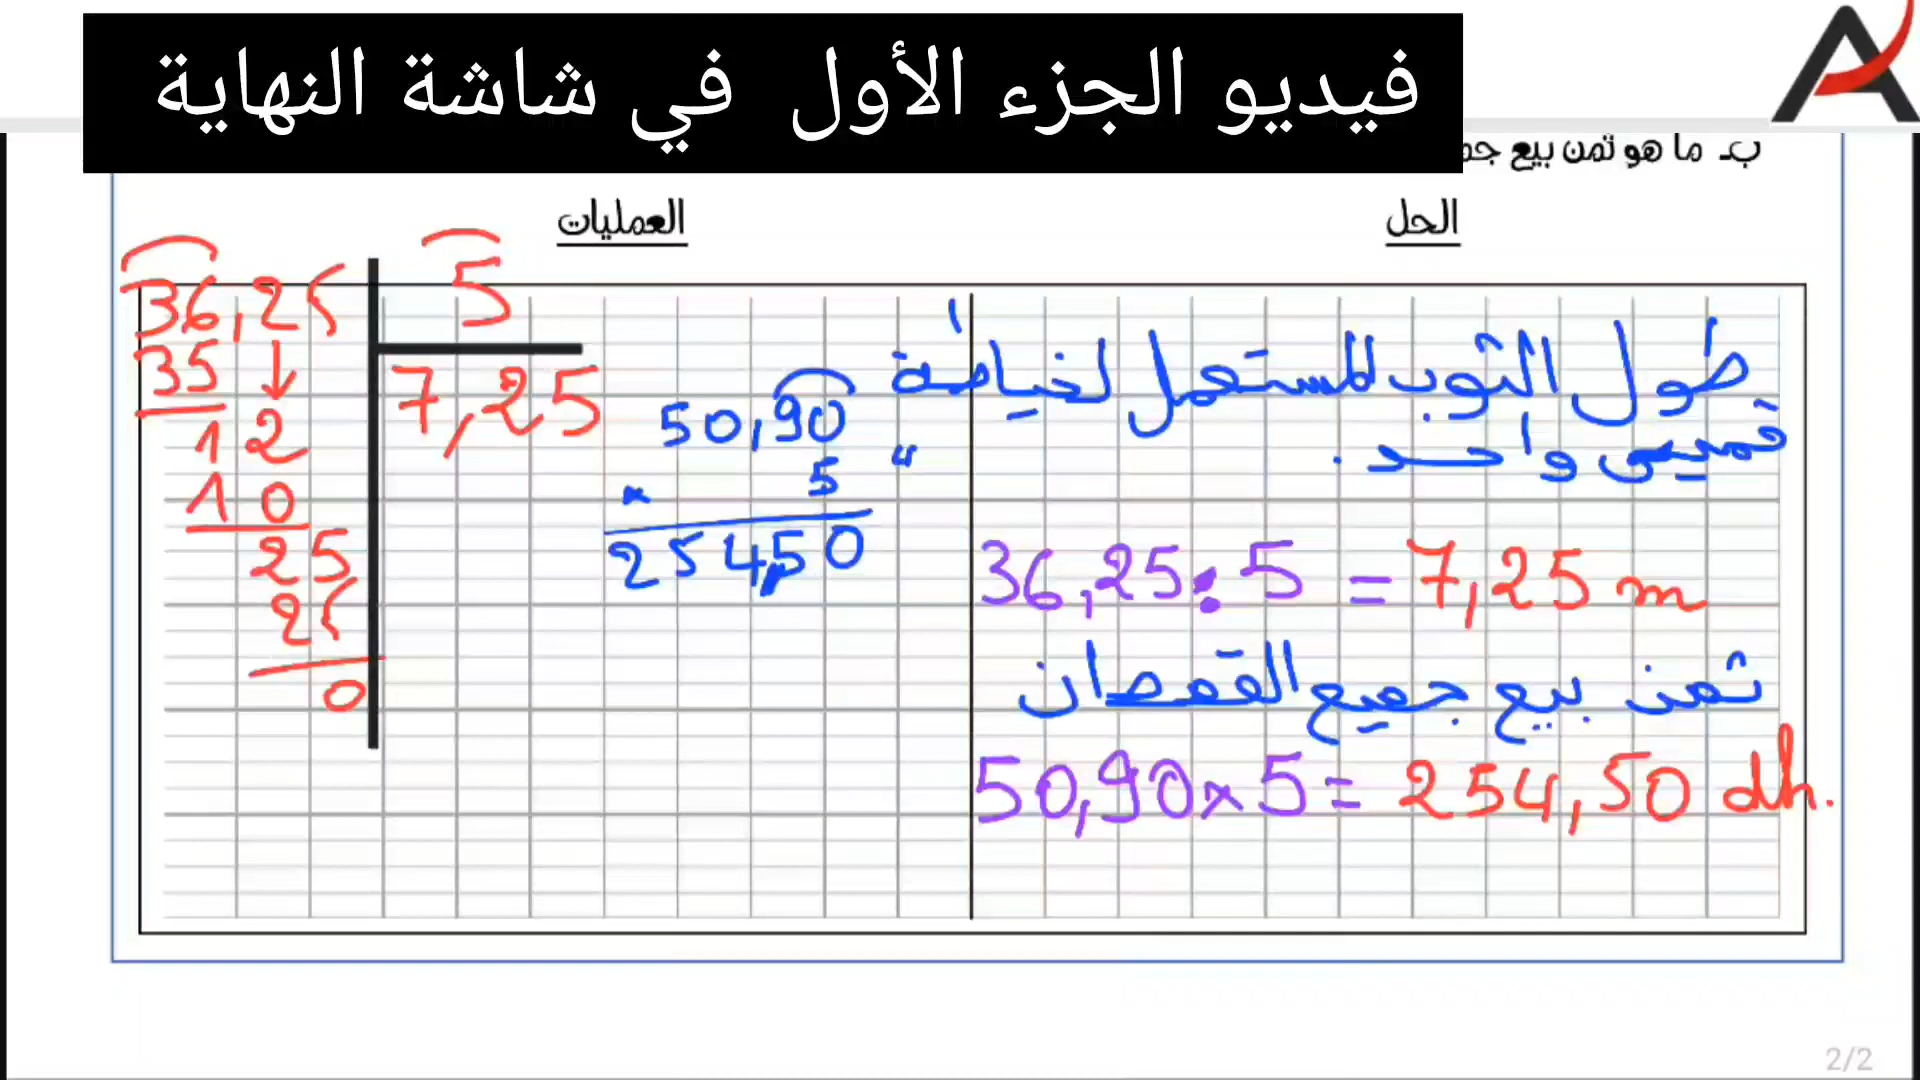 فيديو الجزء الأول في شاشة النهاية
ب- ما هو ثمن بيع
الحل
العمليات
طول الثوب المستعمل لخياطة
قميص واحد.
36,25 : 5 = 7,25 m
ثمن بيع جميع القمصان
50,90 × 5 = 254,50 dh.
36,25 5
35 7,25
12
10
25
25
0
50,90
× 5
254,50
2/2